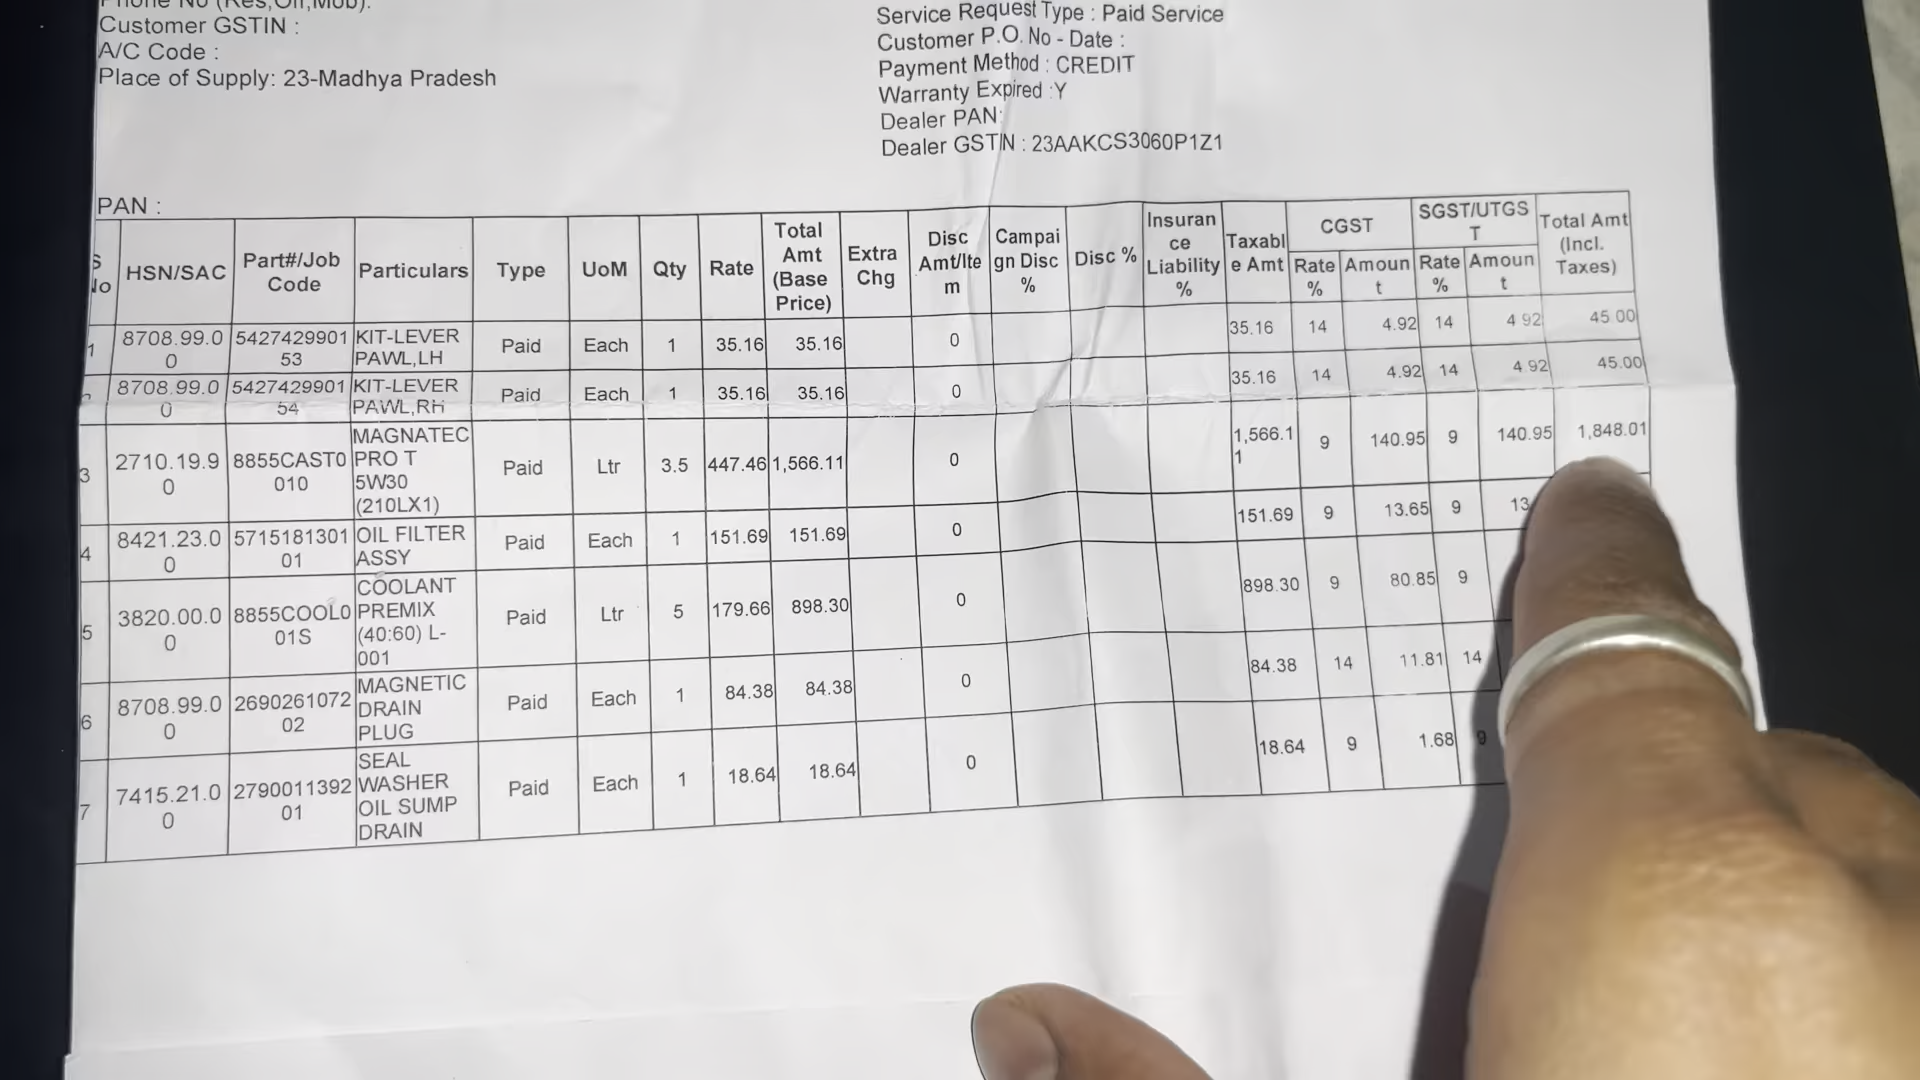 Phone No (Res,Off,Mob):
Customer GSTIN :
A/C Code :
Place of Supply: 23-Madhya Pradesh
Service Request Type : Paid Service
Customer P.O. No - Date :
Payment Method : CREDIT
Warranty Expired :Y
Dealer PAN:
Dealer GSTIN : 23AAKCS3060P1Z1
PAN :
S No HSN/SAC Part#/Job Code Particulars Type UoM Qty Rate Total Amt (Base Price) Extra Chg Disc Amt/Item Campaign Disc % Disc % Insurance Liability % Taxable Amt CGST Rate % Amount SGST/UTGST Rate % Amount Total Amt (Incl. Taxes)
1 8708.99.00 542742990153 KIT-LEVER PAWL,LH Paid Each 1 35.16 35.16 0 35.16 14 4.92 14 4 92 45.00
8708.99.00 542742990154 KIT-LEVER PAWL,RH Paid Each 1 35.16 35.16 0 35.16 14 4.92 14 4 92 45.00
3 2710.19.90 8855CAST0010 MAGNATEC PRO T 5W30 (210LX1) Paid Ltr 3.5 447.46 1,566.11 0 1,566.11 9 140.95 9 140.95 1,848.01
4 8421.23.00 571518130101 OIL FILTER ASSY Paid Each 1 151.69 151.69 0 151.69 9 13.65 9 13
5 3820.00.00 8855COOL001S COOLANT PREMIX (40:60) L-001 Paid Ltr 5 179.66 898.30 0 898.30 9 80.85 9
6 8708.99.00 269026107202 MAGNETIC DRAIN PLUG Paid Each 1 84.38 84.38 0 84.38 14 11.81 14
7 7415.21.00 279001139201 SEAL WASHER OIL SUMP DRAIN Paid Each 1 18.64 18.64 0 18.64 9 1.68 9